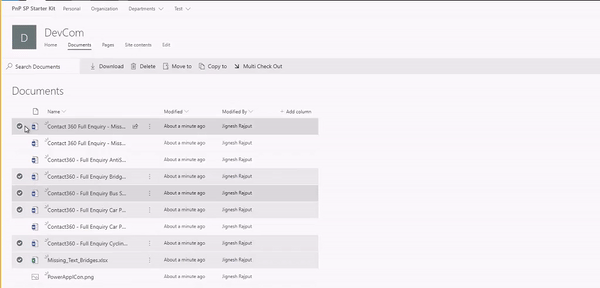 PnP SP Starter Kit Personal Organization Departments Test
D
DevCom
Home Documents Pages Site contents Edit
Search Documents Download Delete Move to Copy to Multi Check Out
Documents
Name Modified Modified By + Add column
Contact 360 Full Enquiry - Miss... About a minute ago Jignesh Rajput
Contact 360 Full Enquiry - Miss... About a minute ago Jignesh Rajput
Contact360 - Full Enquiry AntiS... About a minute ago Jignesh Rajput
Contact360 - Full Enquiry Bridg... About a minute ago Jignesh Rajput
Contact360 - Full Enquiry Bus S... About a minute ago Jignesh Rajput
Contact360 - Full Enquiry Car P... About a minute ago Jignesh Rajput
Contact360 - Full Enquiry Car P... About a minute ago Jignesh Rajput
Contact360 - Full Enquiry Cyclin... About a minute ago Jignesh Rajput
Missing_Text_Bridges.xlsx About a minute ago Jignesh Rajput
PowerApplCon.png About a minute ago Jignesh Rajput